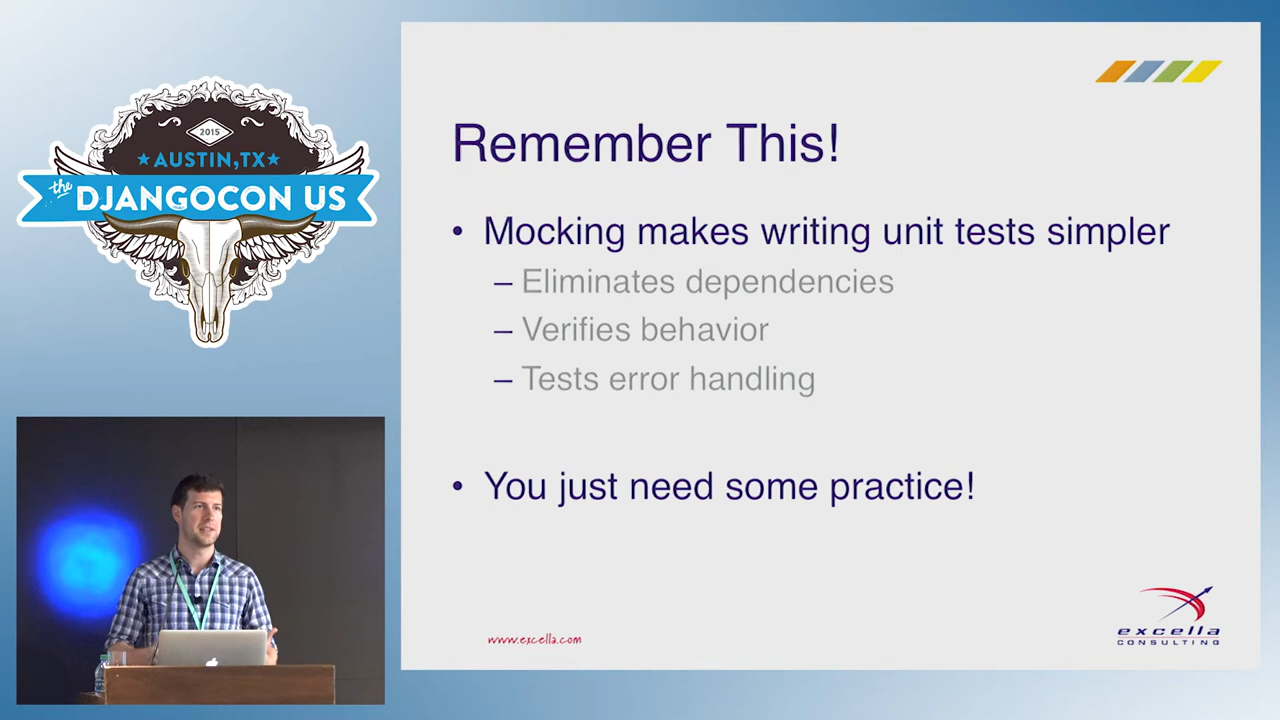 2015
AUSTIN, TX
the DJANGOCON US
Remember This!
• Mocking makes writing unit tests simpler
– Eliminates dependencies
– Verifies behavior
– Tests error handling
• You just need some practice!
www.excella.com
excella
CONSULTING